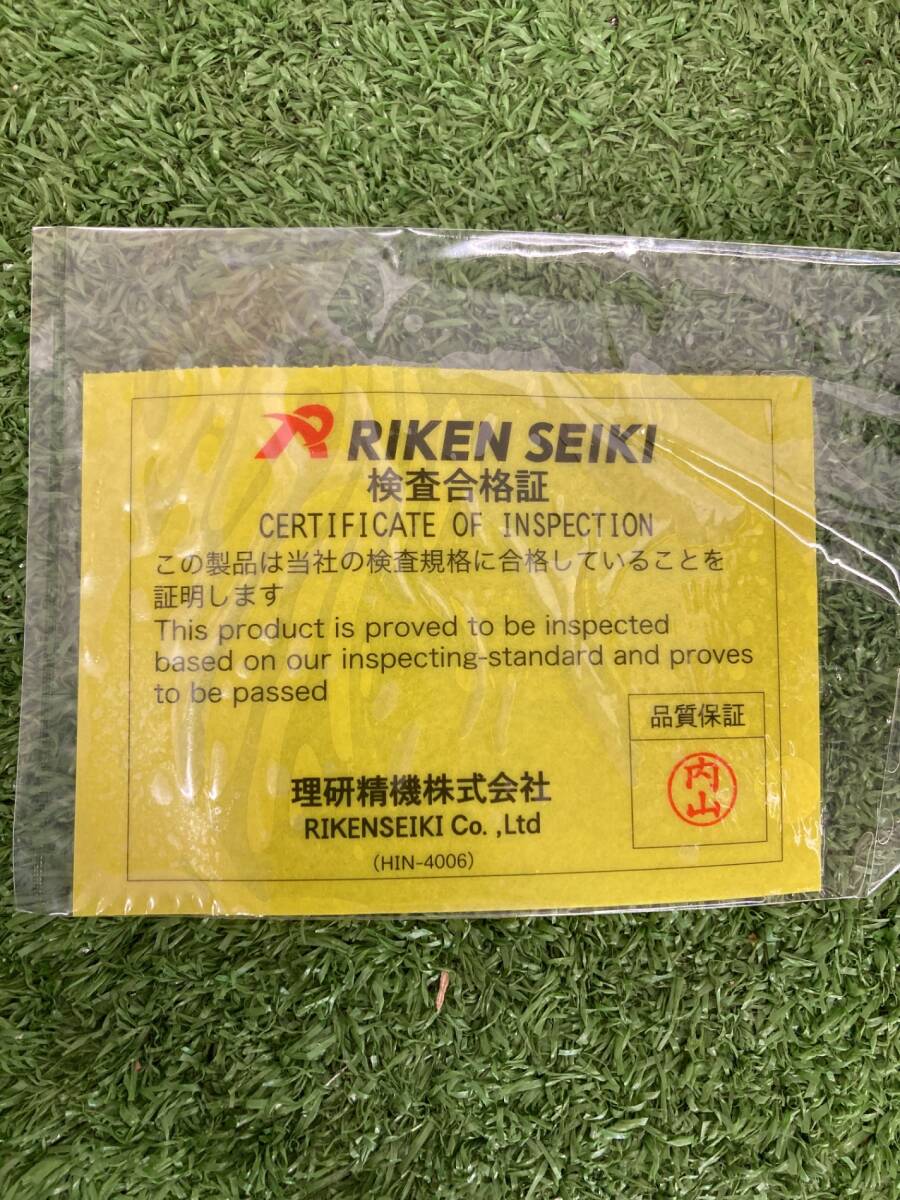 RIKEN SEIKI
検査合格証
CERTIFICATE OF INSPECTION
この製品は当社の検査規格に合格していることを
証明します
This product is proved to be inspected
based on our inspecting-standard and proves
to be passed
品質保証
内山
理研精機株式会社
RIKENSEIKI Co. ,Ltd
(HIN-4006)